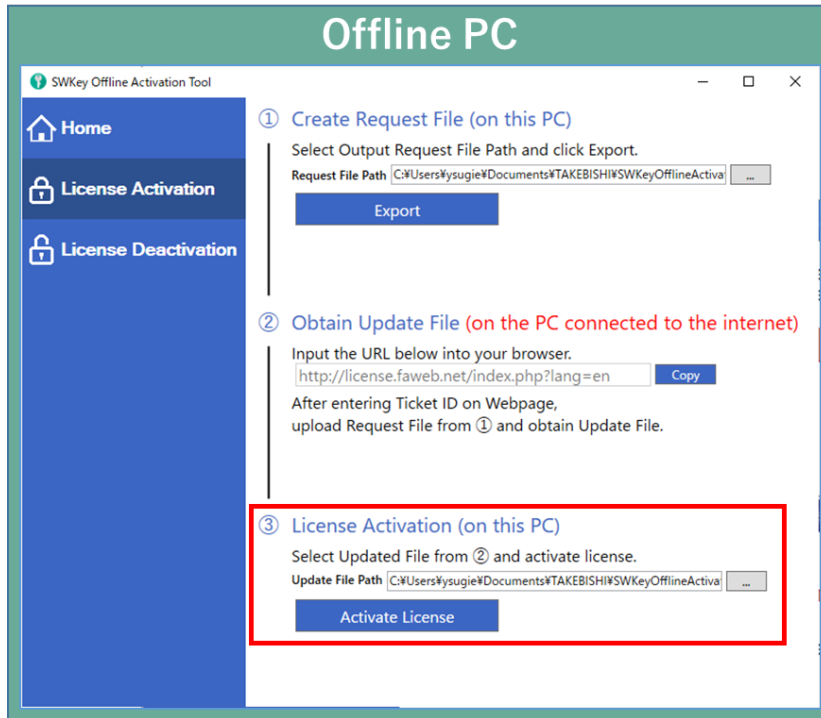 Offline PC
SWKey Offline Activation Tool
Home
License Activation
License Deactivation
① Create Request File (on this PC)
Select Output Request File Path and click Export.
Request File Path C:¥Users¥ysugie¥Documents¥TAKEBISHI¥SWKeyOfflineActiva ...
Export
② Obtain Update File (on the PC connected to the internet)
Input the URL below into your browser.
http://license.faweb.net/index.php?lang=en Copy
After entering Ticket ID on Webpage,
upload Request File from ① and obtain Update File.
③ License Activation (on this PC)
Select Updated File from ② and activate license.
Update File Path C:¥Users¥ysugie¥Documents¥TAKEBISHI¥SWKeyOfflineActiva ...
Activate License